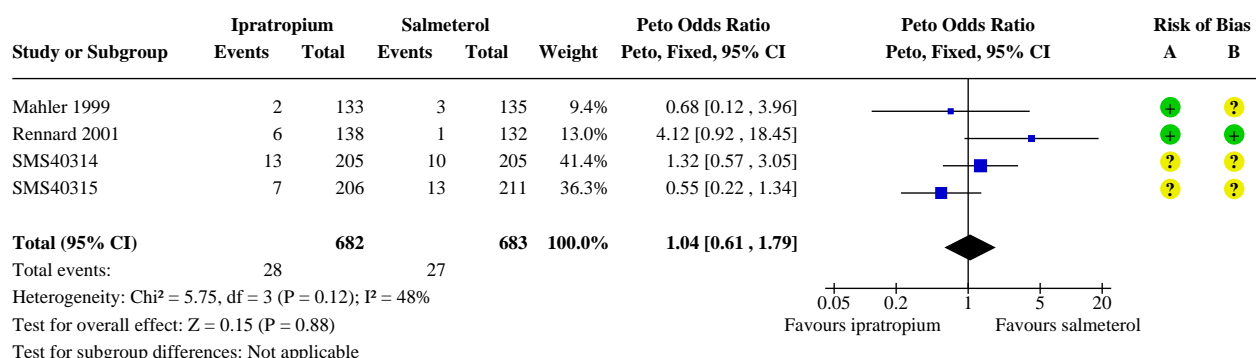 Ipratropium Salmeterol Peto Odds Ratio Peto Odds Ratio Risk of Bias
Study or Subgroup Events Total Events Total Weight Peto, Fixed, 95% CI Peto, Fixed, 95% CI A B
Mahler 1999 2 133 3 135 9.4% 0.68 [0.12 , 3.96] + ?
Rennard 2001 6 138 1 132 13.0% 4.12 [0.92 , 18.45] + +
SMS40314 13 205 10 205 41.4% 1.32 [0.57 , 3.05] ? ?
SMS40315 7 206 13 211 36.3% 0.55 [0.22 , 1.34] ? ?
Total (95% CI) 682 683 100.0% 1.04 [0.61 , 1.79]
Total events: 28 27
Heterogeneity: Chi² = 5.75, df = 3 (P = 0.12); I² = 48%
0.05 0.2 1 5 20
Test for overall effect: Z = 0.15 (P = 0.88) Favours ipratropium Favours salmeterol
Test for subgroup differences: Not applicable